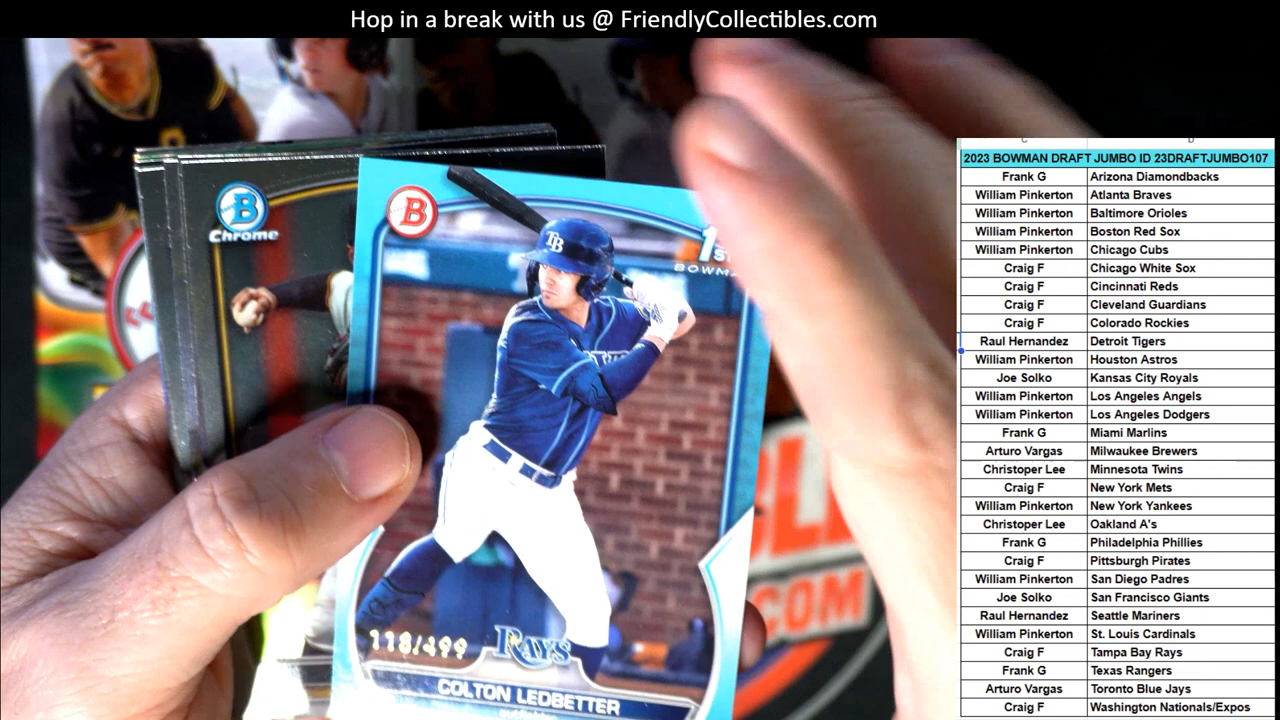 Hop in a break with us @ FriendlyCollectibles.com
B
Chrome
B
1st
BOWMA
TB
118/499
RAYS
COLTON LEDBETTER
.COM
C D
2023 BOWMAN DRAFT JUMBO ID 23DRAFTJUMBO107
Frank G Arizona Diamondbacks
William Pinkerton Atlanta Braves
William Pinkerton Baltimore Orioles
William Pinkerton Boston Red Sox
William Pinkerton Chicago Cubs
Craig F Chicago White Sox
Craig F Cincinnati Reds
Craig F Cleveland Guardians
Craig F Colorado Rockies
Raul Hernandez Detroit Tigers
William Pinkerton Houston Astros
Joe Solko Kansas City Royals
William Pinkerton Los Angeles Angels
William Pinkerton Los Angeles Dodgers
Frank G Miami Marlins
Arturo Vargas Milwaukee Brewers
Christoper Lee Minnesota Twins
Craig F New York Mets
William Pinkerton New York Yankees
Christoper Lee Oakland A's
Frank G Philadelphia Phillies
Craig F Pittsburgh Pirates
William Pinkerton San Diego Padres
Joe Solko San Francisco Giants
Raul Hernandez Seattle Mariners
William Pinkerton St. Louis Cardinals
Craig F Tampa Bay Rays
Frank G Texas Rangers
Arturo Vargas Toronto Blue Jays
Craig F Washington Nationals/Expos